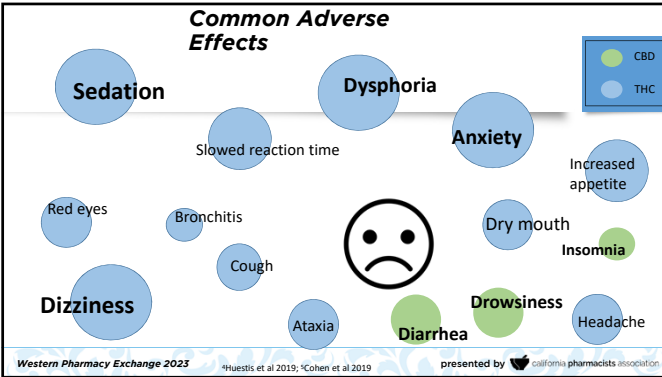 Common Adverse
Effects
CBD
THC
Sedation
Dysphoria
Anxiety
Slowed reaction time
Increased
appetite
Red eyes
Bronchitis
Dry mouth
Insomnia
Cough
Dizziness
Drowsiness
Ataxia
Diarrhea
Headache
Western Pharmacy Exchange 2023
⁴Huestis et al 2019; ⁵Cohen et al 2019
presented by california pharmacists association